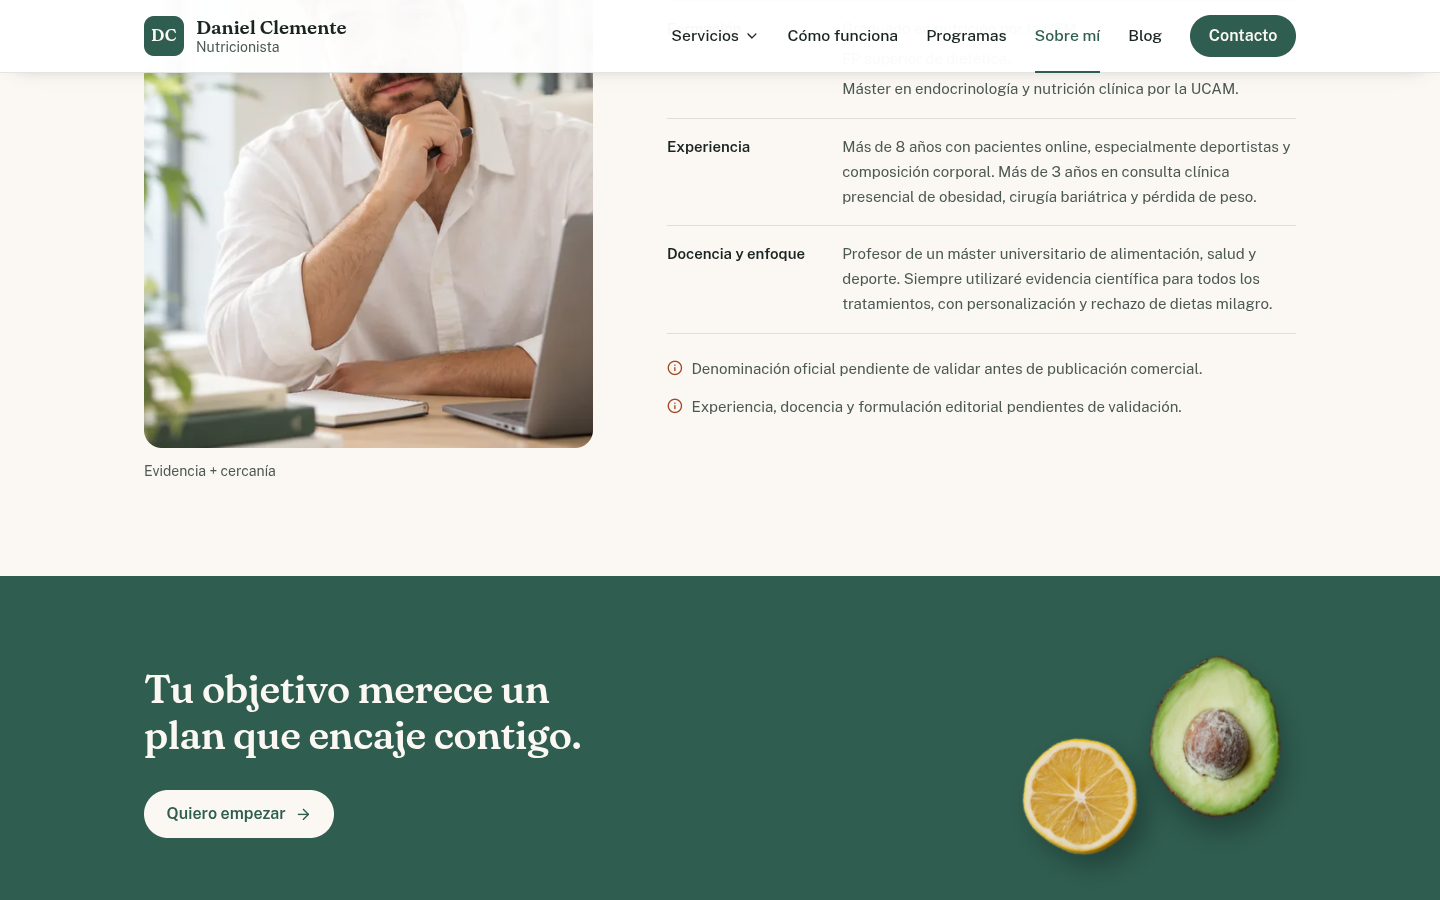 DC
Daniel Clemente
Nutricionista
Servicios
Cómo funciona
Programas
Sobre mí
Blog
Contacto
Máster en endocrinología y nutrición clínica por la UCAM.
Experiencia
Más de 8 años con pacientes online, especialmente deportistas y
composición corporal. Más de 3 años en consulta clínica
presencial de obesidad, cirugía bariátrica y pérdida de peso.
Docencia y enfoque
Profesor de un máster universitario de alimentación, salud y
deporte. Siempre utilizaré evidencia científica para todos los
tratamientos, con personalización y rechazo de dietas milagro.
Denominación oficial pendiente de validar antes de publicación comercial.
Experiencia, docencia y formulación editorial pendientes de validación.
Evidencia + cercanía
Tu objetivo merece un
plan que encaje contigo.
Quiero empezar